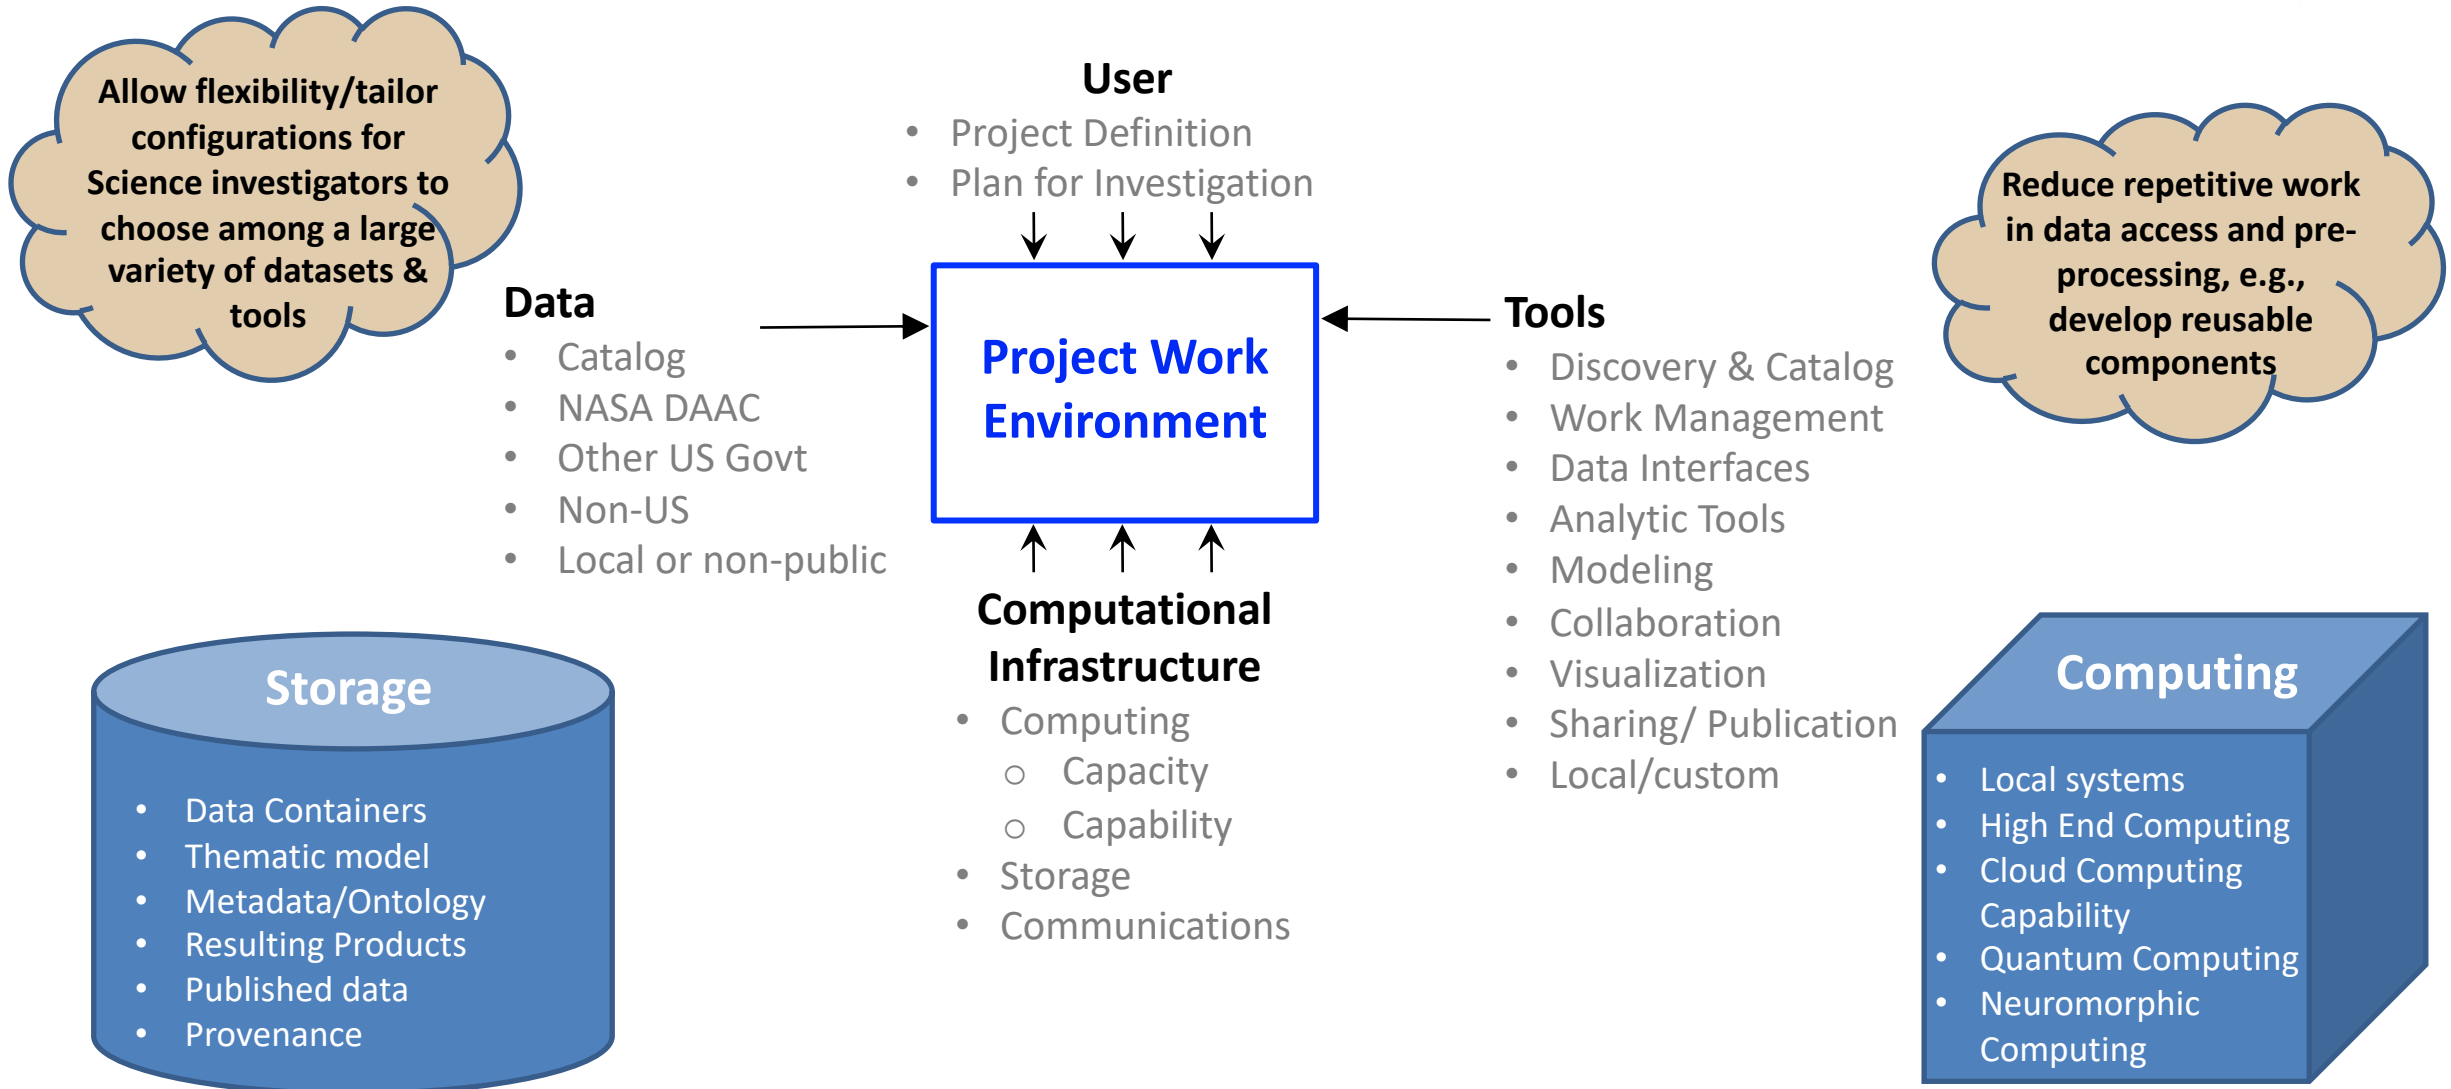 Allow flexibility/tailor
configurations for
Science investigators to
choose among a large
variety of datasets &
tools
User
• Project Definition
• Plan for Investigation
Reduce repetitive work
in data access and pre-
processing, e.g.,
develop reusable
components
Data
• Catalog
• NASA DAAC
• Other US Govt
• Non-US
• Local or non-public
Project Work
Environment
Tools
• Discovery & Catalog
• Work Management
• Data Interfaces
• Analytic Tools
• Modeling
• Collaboration
• Visualization
• Sharing/ Publication
• Local/custom
Computational
Infrastructure
• Computing
o Capacity
o Capability
• Storage
• Communications
Storage
• Data Containers
• Thematic model
• Metadata/Ontology
• Resulting Products
• Published data
• Provenance
Computing
• Local systems
• High End Computing
• Cloud Computing
Capability
• Quantum Computing
• Neuromorphic
Computing